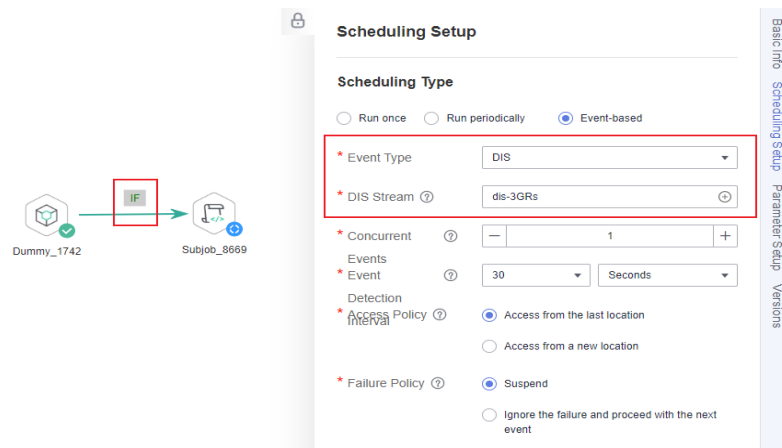 IF
Dummy_1742
Subjob_8669
Scheduling Setup
Scheduling Type
Run once
Run periodically
Event-based
* Event Type
DIS
* DIS Stream ?
dis-3GRs
* Concurrent ?
Events
— 1 +
* Event ?
Detection
Interval
30
Seconds
* Access Policy ?
Access from the last location
Access from a new location
* Failure Policy ?
Suspend
Ignore the failure and proceed with the next
event
Basic Info
Scheduling Setup
Parameter Setup
Versions